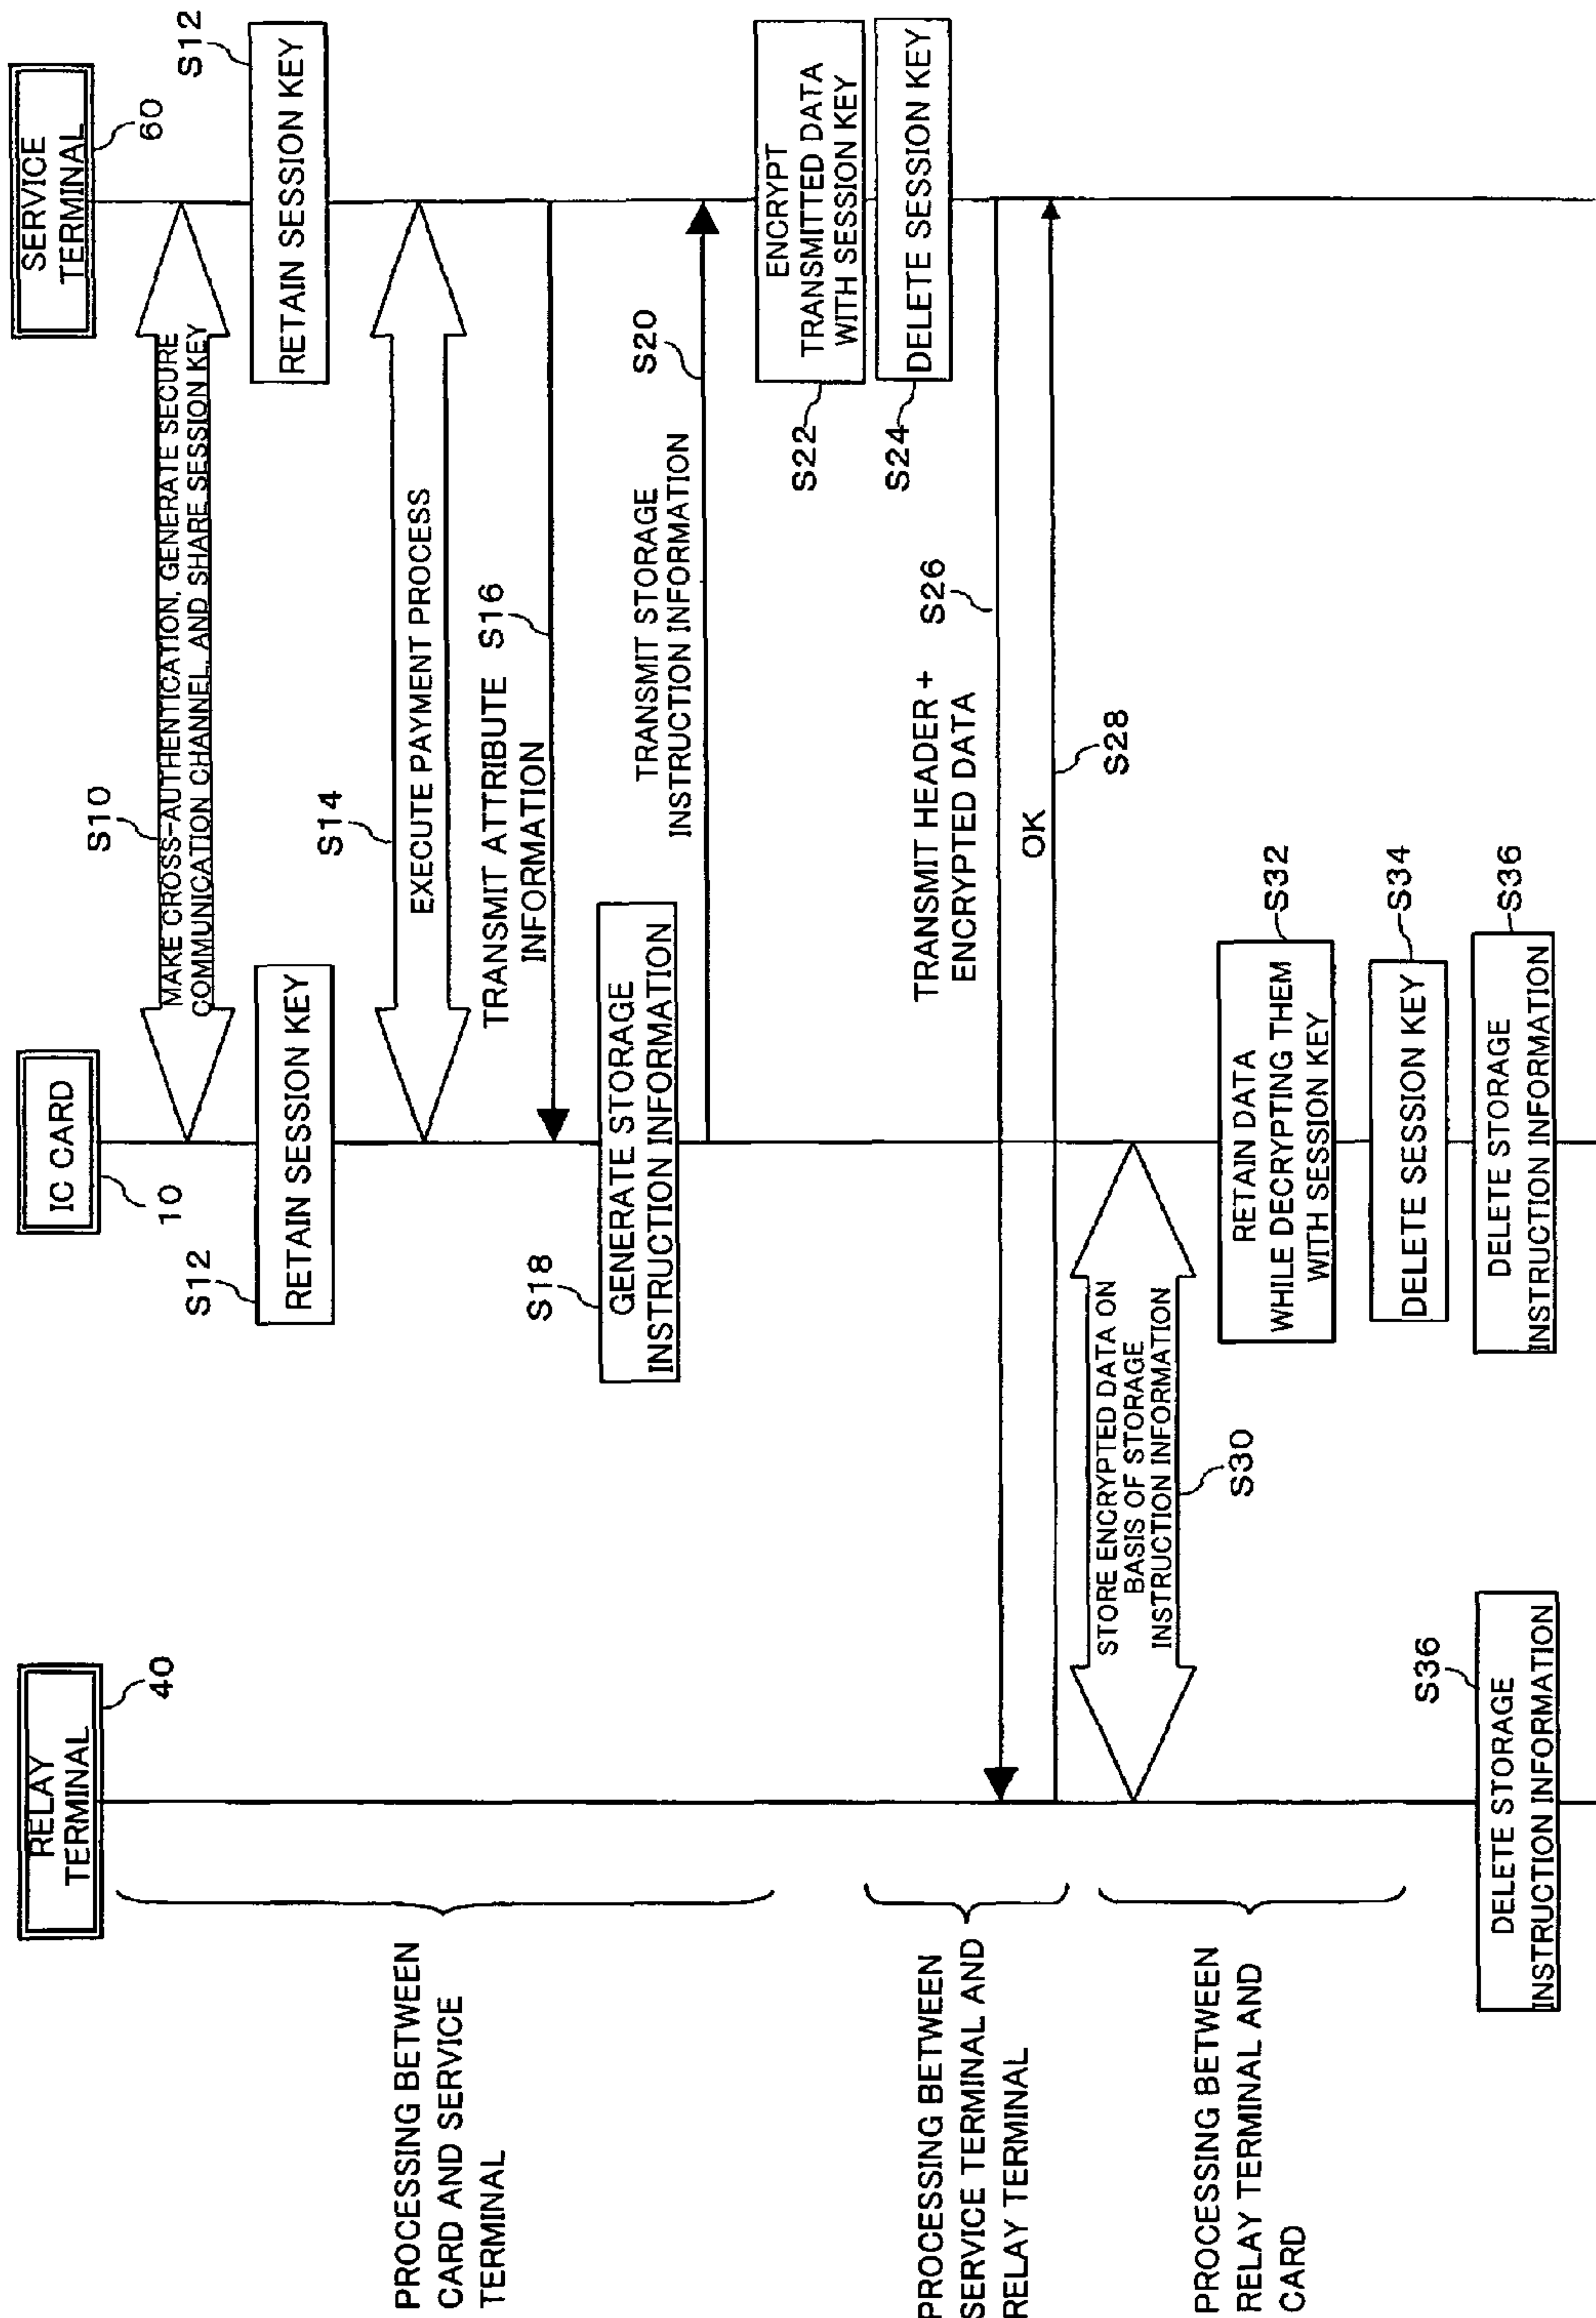 RELAY
TERMINAL
40
IC CARD
10
SERVICE
TERMINAL
60
PROCESSING BETWEEN
CARD AND SERVICE
TERMINAL
S10
MAKE CROSS-AUTHENTICATION, GENERATE SECURE
COMMUNICATION CHANNEL, AND SHARE SESSION KEY
S12
RETAIN SESSION KEY
S12
RETAIN SESSION KEY
S14
EXECUTE PAYMENT PROCESS
TRANSMIT ATTRIBUTE S16
INFORMATION
S18
GENERATE STORAGE
INSTRUCTION INFORMATION
TRANSMIT STORAGE
INSTRUCTION INFORMATION
S20
ENCRYPT
TRANSMITTED DATA
WITH SESSION KEY
S22
DELETE SESSION KEY
S24
PROCESSING BETWEEN
SERVICE TERMINAL AND
RELAY TERMINAL
TRANSMIT HEADER +
ENCRYPTED DATA
S26
OK
S28
PROCESSING BETWEEN
RELAY TERMINAL AND
CARD
STORE ENCRYPTED DATA ON
BASIS OF STORAGE
INSTRUCTION INFORMATION
S30
RETAIN DATA
WHILE DECRYPTING THEM
WITH SESSION KEY
S32
DELETE SESSION KEY
S34
S36
DELETE STORAGE
INSTRUCTION INFORMATION
DELETE STORAGE
INSTRUCTION INFORMATION
S36